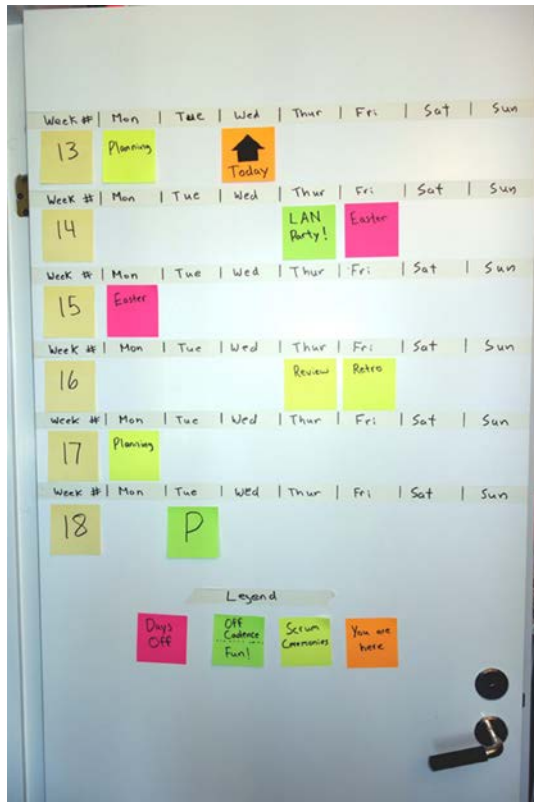 Week # | Mon | Tue | Wed | Thur | Fri | Sat | Sun
13 Planning Today
Week # | Mon | Tue | Wed | Thur | Fri | Sat | Sun
14 LAN Party! Easter
Week # | Mon | Tue | Wed | Thur | Fri | Sat | Sun
15 Easter
Week # | Mon | Tue | Wed | Thur | Fri | Sat | Sun
16 Review Retro
Week # | Mon | Tue | Wed | Thur | Fri | Sat | Sun
17 Planning
Week # | Mon | Tue | Wed | Thur | Fri | Sat | Sun
18 P
Legend
Days
Off
Off
Cadence
Fun!
Scrum
Ceremonies
You are
here